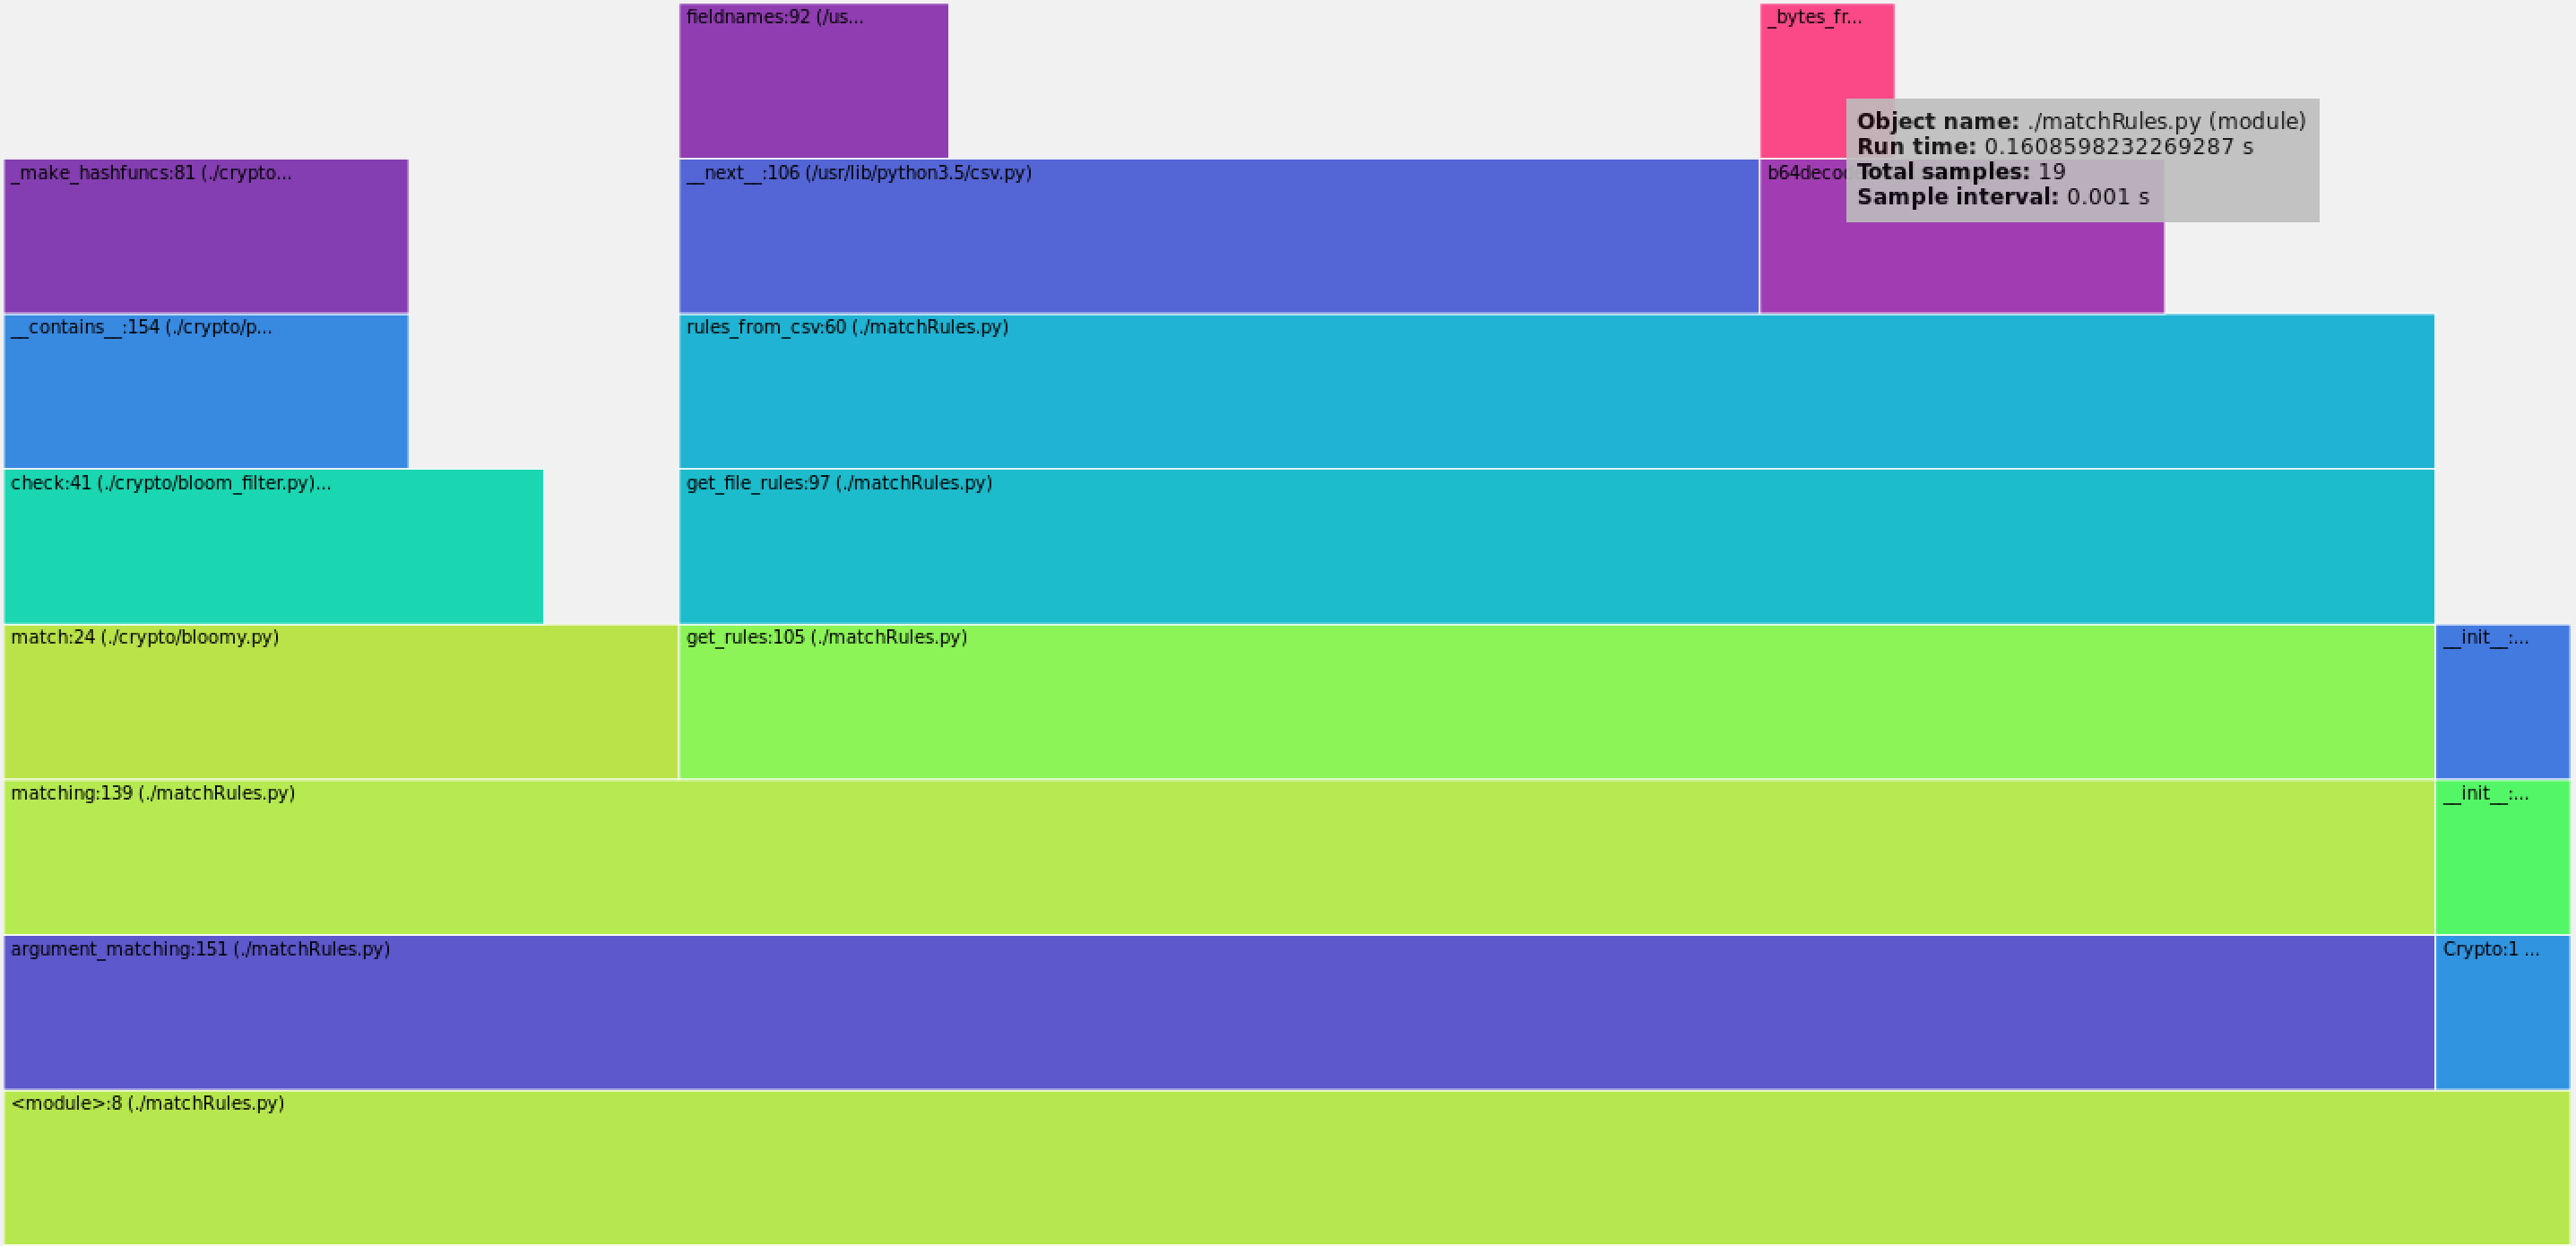 fieldnames:92 (/us...
_bytes_fr...
Object name: ./matchRules.py (module)
Run time: 0.1608598232269287 s
Total samples: 19
Sample interval: 0.001 s
_make_hashfuncs:81 (./crypto...
__next__:106 (/usr/lib/python3.5/csv.py)
b64deco
__contains__:154 (./crypto/p...
rules_from_csv:60 (./matchRules.py)
check:41 (./crypto/bloom_filter.py)...
get_file_rules:97 (./matchRules.py)
match:24 (./crypto/bloomy.py)
get_rules:105 (./matchRules.py)
__init__:...
matching:139 (./matchRules.py)
__init__:...
argument_matching:151 (./matchRules.py)
Crypto:1 ...
<module>:8 (./matchRules.py)